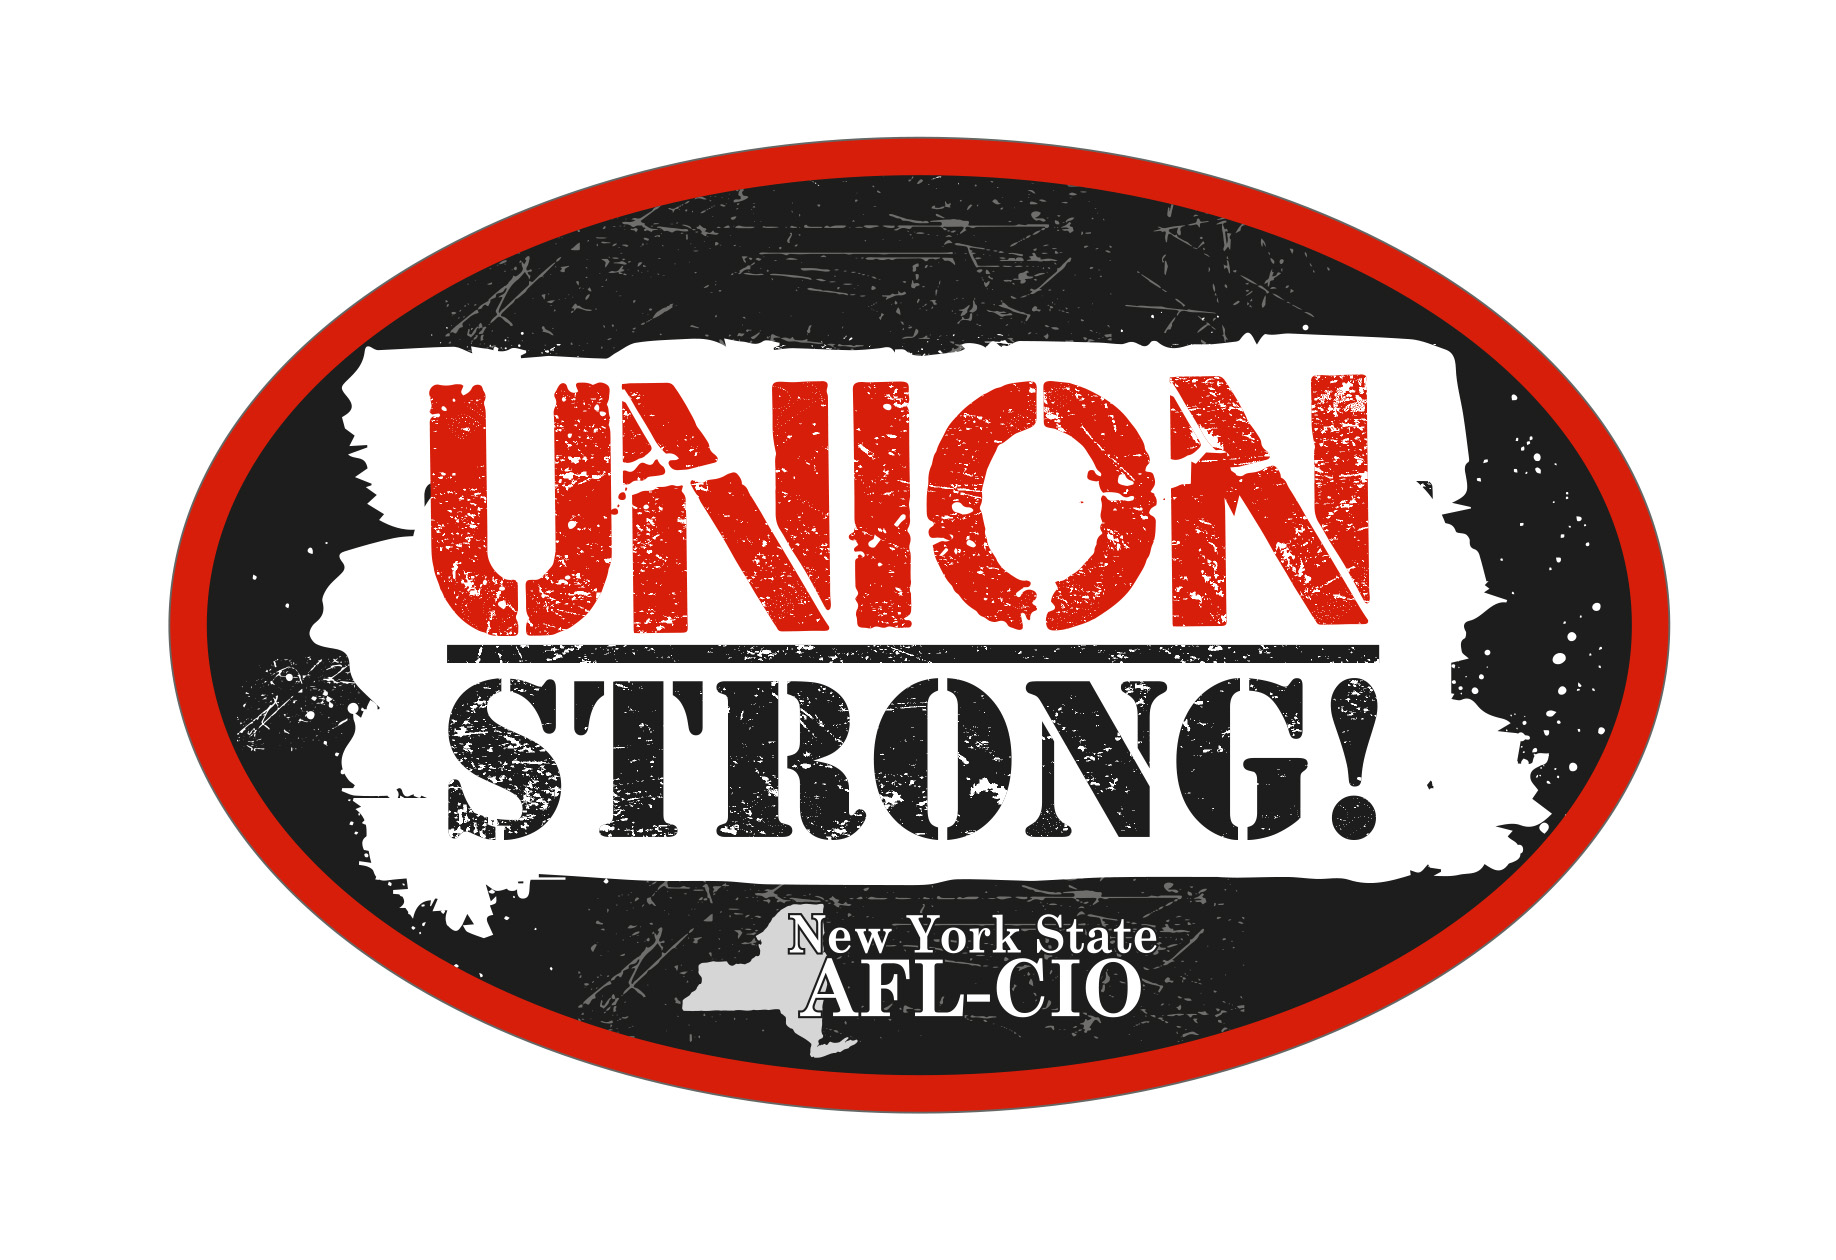 UNION
STRONG!
New York State
AFL-CIO